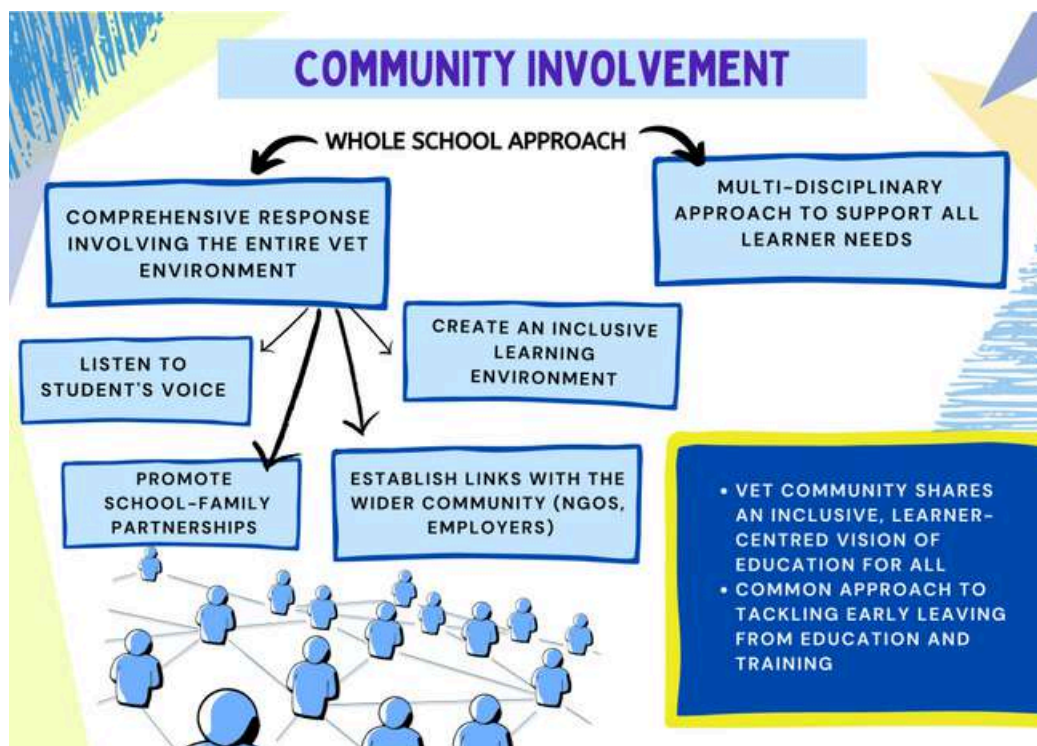 COMMUNITY INVOLVEMENT
WHOLE SCHOOL APPROACH
COMPREHENSIVE RESPONSE
INVOLVING THE ENTIRE VET
ENVIRONMENT
MULTI-DISCIPLINARY
APPROACH TO SUPPORT ALL
LEARNER NEEDS
LISTEN TO
STUDENT'S VOICE
CREATE AN INCLUSIVE
LEARNING
ENVIRONMENT
PROMOTE
SCHOOL-FAMILY
PARTNERSHIPS
ESTABLISH LINKS WITH THE
WIDER COMMUNITY (NGOS,
EMPLOYERS)
• VET COMMUNITY SHARES
AN INCLUSIVE, LEARNER-
CENTRED VISION OF
EDUCATION FOR ALL
• COMMON APPROACH TO
TACKLING EARLY LEAVING
FROM EDUCATION AND
TRAINING